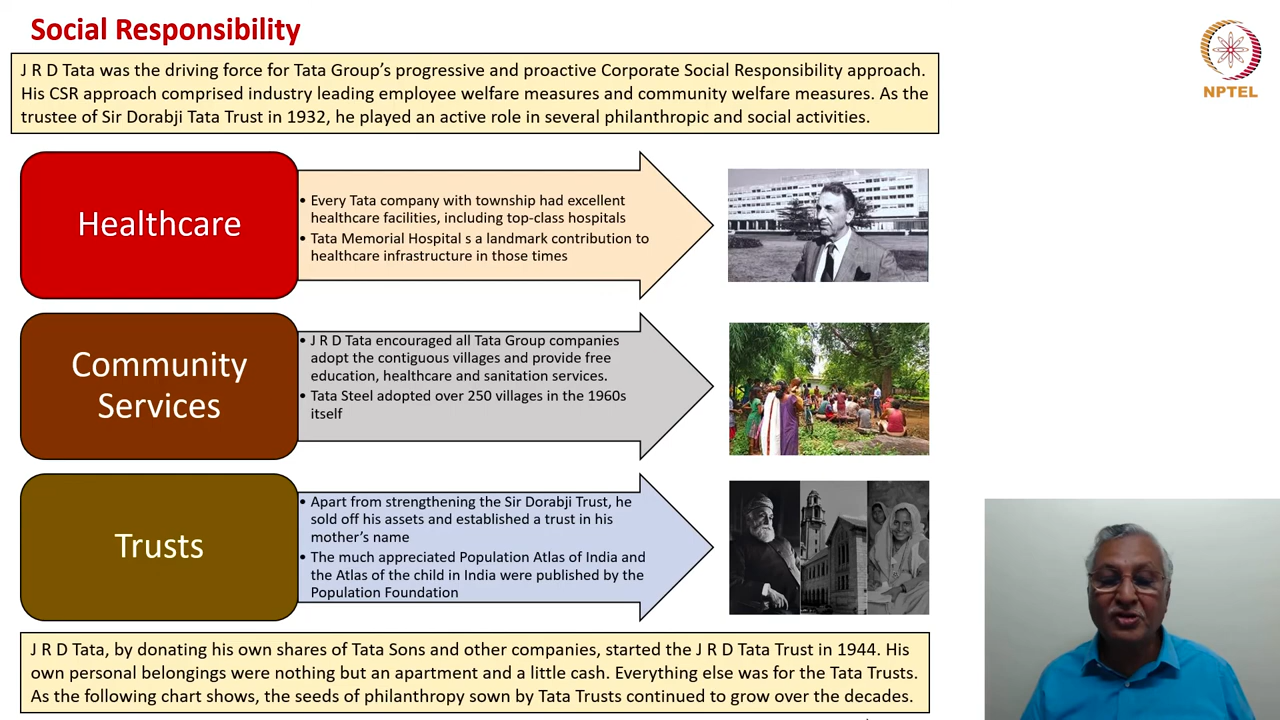 Social Responsibility
J R D Tata was the driving force for Tata Group's progressive and proactive Corporate Social Responsibility approach.
His CSR approach comprised industry leading employee welfare measures and community welfare measures. As the
trustee of Sir Dorabji Tata Trust in 1932, he played an active role in several philanthropic and social activities.
NPTEL
Healthcare
• Every Tata company with township had excellent
healthcare facilities, including top-class hospitals
• Tata Memorial Hospital s a landmark contribution to
healthcare infrastructure in those times
Community
Services
• J R D Tata encouraged all Tata Group companies
adopt the contiguous villages and provide free
education, healthcare and sanitation services.
• Tata Steel adopted over 250 villages in the 1960s
itself
Trusts
• Apart from strengthening the Sir Dorabji Trust, he
sold off his assets and established a trust in his
mother's name
• The much appreciated Population Atlas of India and
the Atlas of the child in India were published by the
Population Foundation
J R D Tata, by donating his own shares of Tata Sons and other companies, started the J R D Tata Trust in 1944. His
own personal belongings were nothing but an apartment and a little cash. Everything else was for the Tata Trusts.
As the following chart shows, the seeds of philanthropy sown by Tata Trusts continued to grow over the decades.